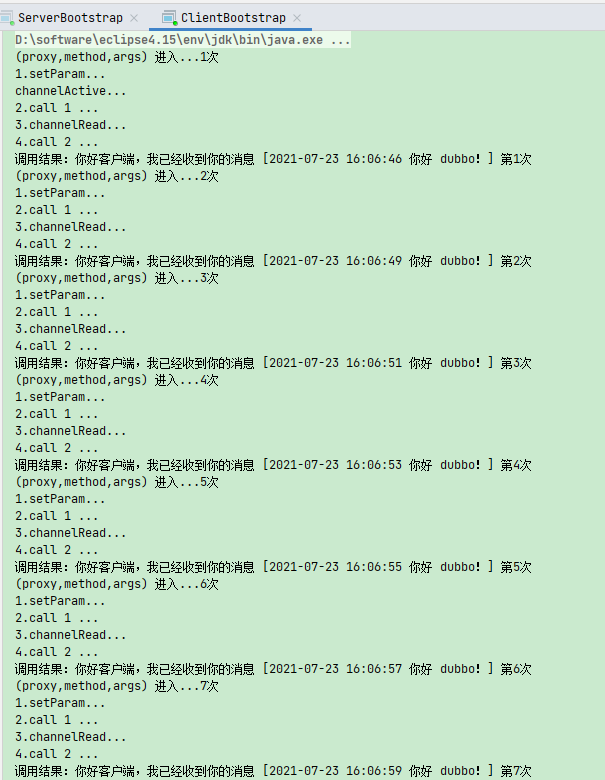 ServerBootstrap × ClientBootstrap ×
D:\software\eclipse4.15\env\jdk\bin\java.exe ...
(proxy,method,args) 进入...1次
1.setParam...
channelActive...
2.call 1 ...
3.channelRead...
4.call 2 ...
调用结果: 你好客户端，我已经收到你的消息 [2021-07-23 16:06:46 你好 dubbo! ] 第1次
(proxy,method,args) 进入...2次
1.setParam...
2.call 1 ...
3.channelRead...
4.call 2 ...
调用结果: 你好客户端，我已经收到你的消息 [2021-07-23 16:06:49 你好 dubbo! ] 第2次
(proxy,method,args) 进入...3次
1.setParam...
2.call 1 ...
3.channelRead...
4.call 2 ...
调用结果: 你好客户端，我已经收到你的消息 [2021-07-23 16:06:51 你好 dubbo! ] 第3次
(proxy,method,args) 进入...4次
1.setParam...
2.call 1 ...
3.channelRead...
4.call 2 ...
调用结果: 你好客户端，我已经收到你的消息 [2021-07-23 16:06:53 你好 dubbo! ] 第4次
(proxy,method,args) 进入...5次
1.setParam...
2.call 1 ...
3.channelRead...
4.call 2 ...
调用结果: 你好客户端，我已经收到你的消息 [2021-07-23 16:06:55 你好 dubbo! ] 第5次
(proxy,method,args) 进入...6次
1.setParam...
2.call 1 ...
3.channelRead...
4.call 2 ...
调用结果: 你好客户端，我已经收到你的消息 [2021-07-23 16:06:57 你好 dubbo! ] 第6次
(proxy,method,args) 进入...7次
1.setParam...
2.call 1 ...
3.channelRead...
4.call 2 ...
调用结果: 你好客户端，我已经收到你的消息 [2021-07-23 16:06:59 你好 dubbo! ] 第7次